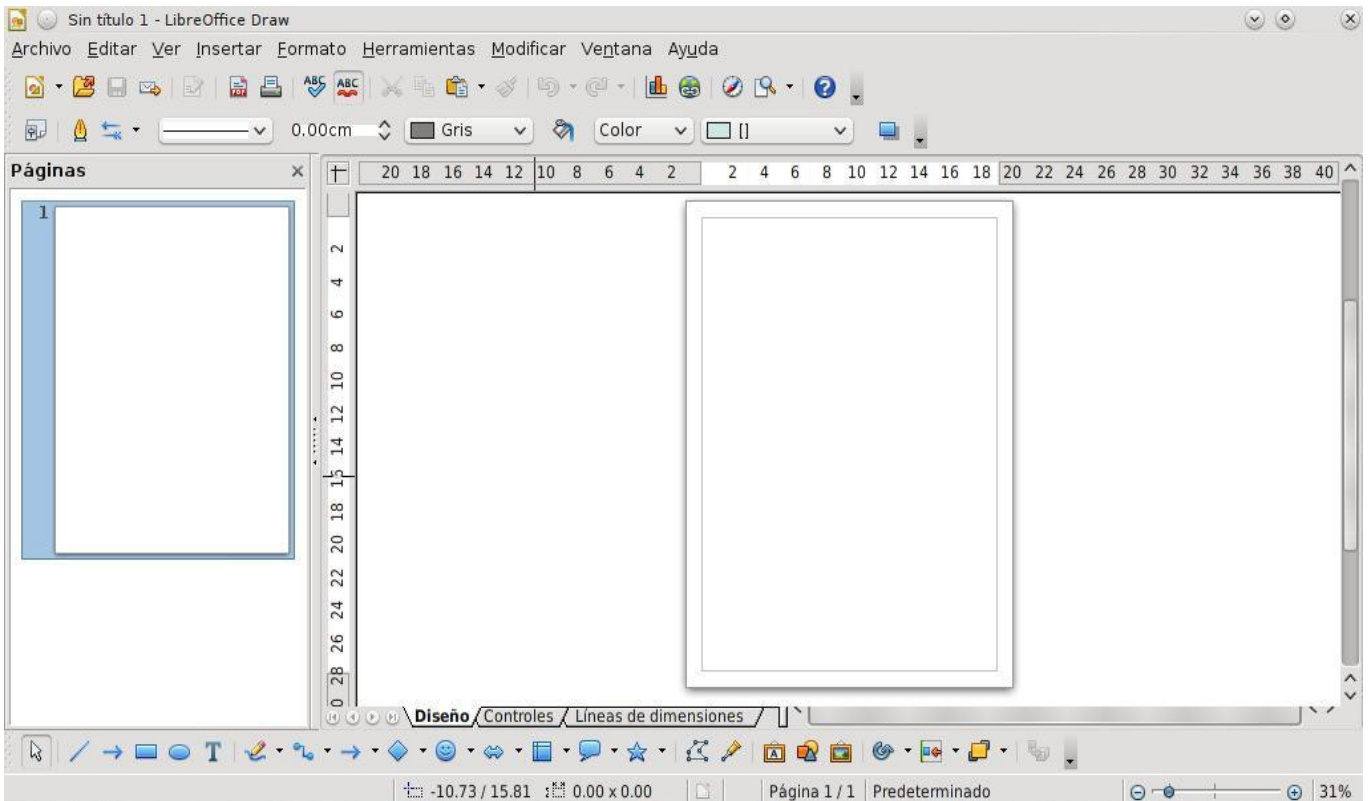 Sin título 1 - LibreOffice Draw
Archivo Editar Ver Insertar Formato Herramientas Modificar Ventana Ayuda
PDF ABC ABC
0.00cm Gris Color []
Páginas
20 18 16 14 12 10 8 6 4 2 2 4 6 8 10 12 14 16 18 20 22 24 26 28 30 32 34 36 38 40
1
2
4
6
8
10
12
14
16
18
20
22
24
26
28
Diseño Controles Líneas de dimensiones
T A
-10.73 / 15.81 0.00 x 0.00 Página 1 / 1 Predeterminado 31%